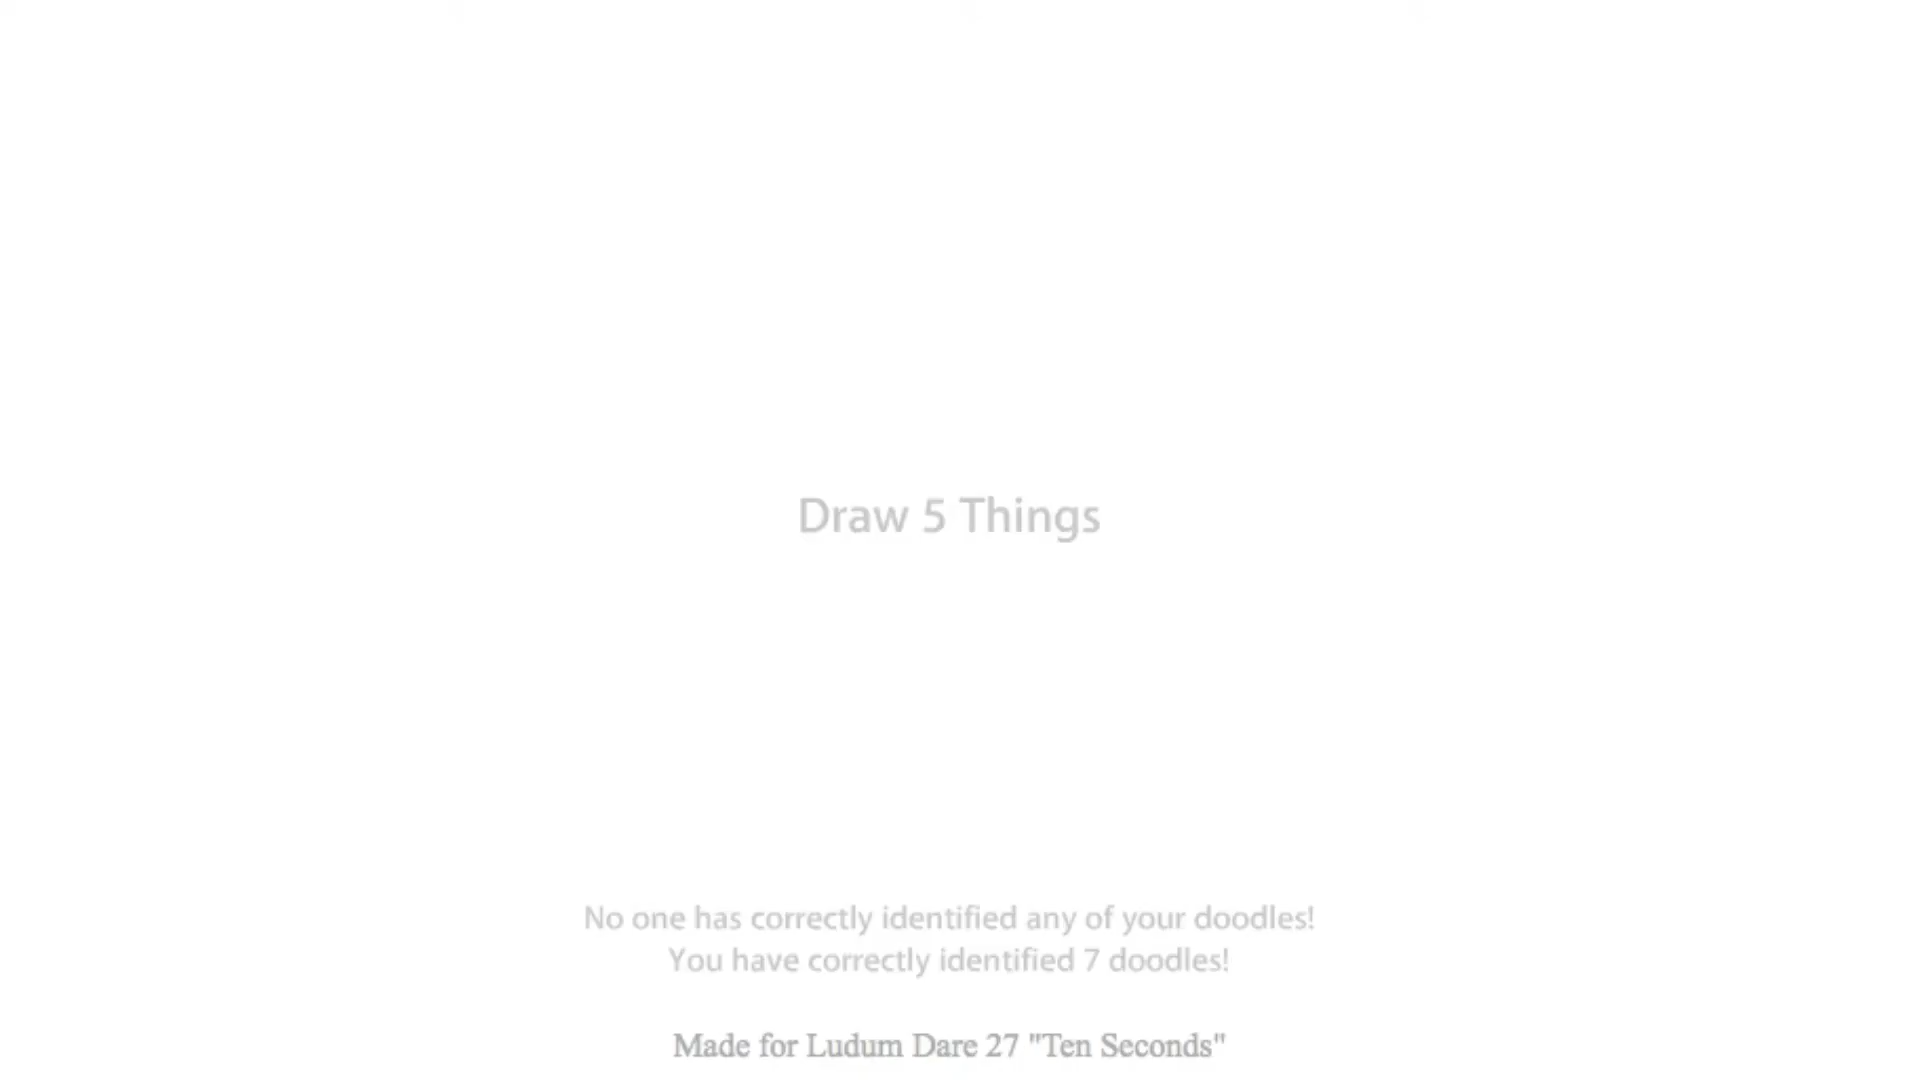 Draw 5 Things
No one has correctly identified any of your doodles!
You have correctly identified 7 doodles!
Made for Ludum Dare 27 "Ten Seconds"